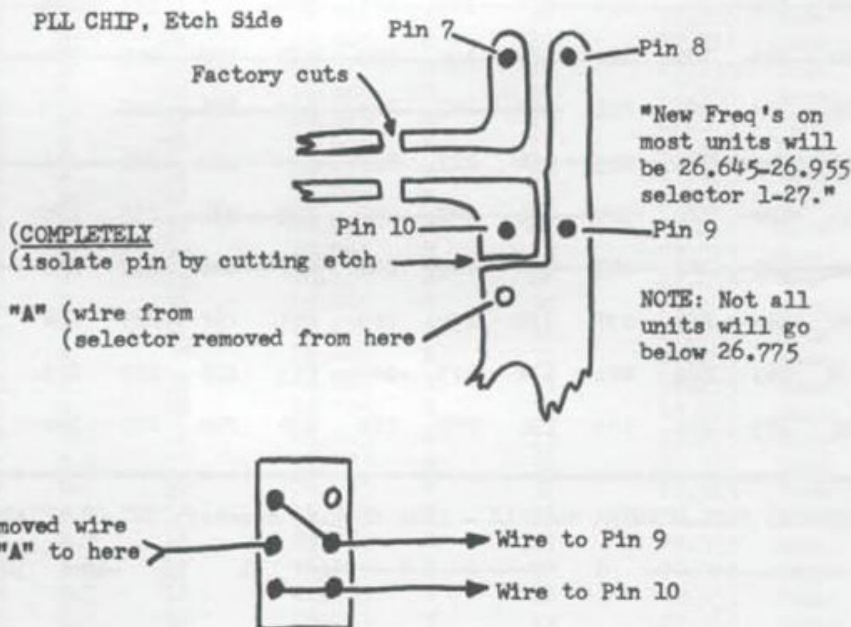 PLL CHIP, Etch Side
Pin 7
Pin 8
Factory cuts
"New Freq's on
most units will
be 26.645-26.955
selector 1-27."
(COMPLETELY
(isolate pin by cutting etch
Pin 10
Pin 9
"A" (wire from
(selector removed from here
NOTE: Not all
units will go
below 26.775
moved wire
"A" to here
Wire to Pin 9
Wire to Pin 10